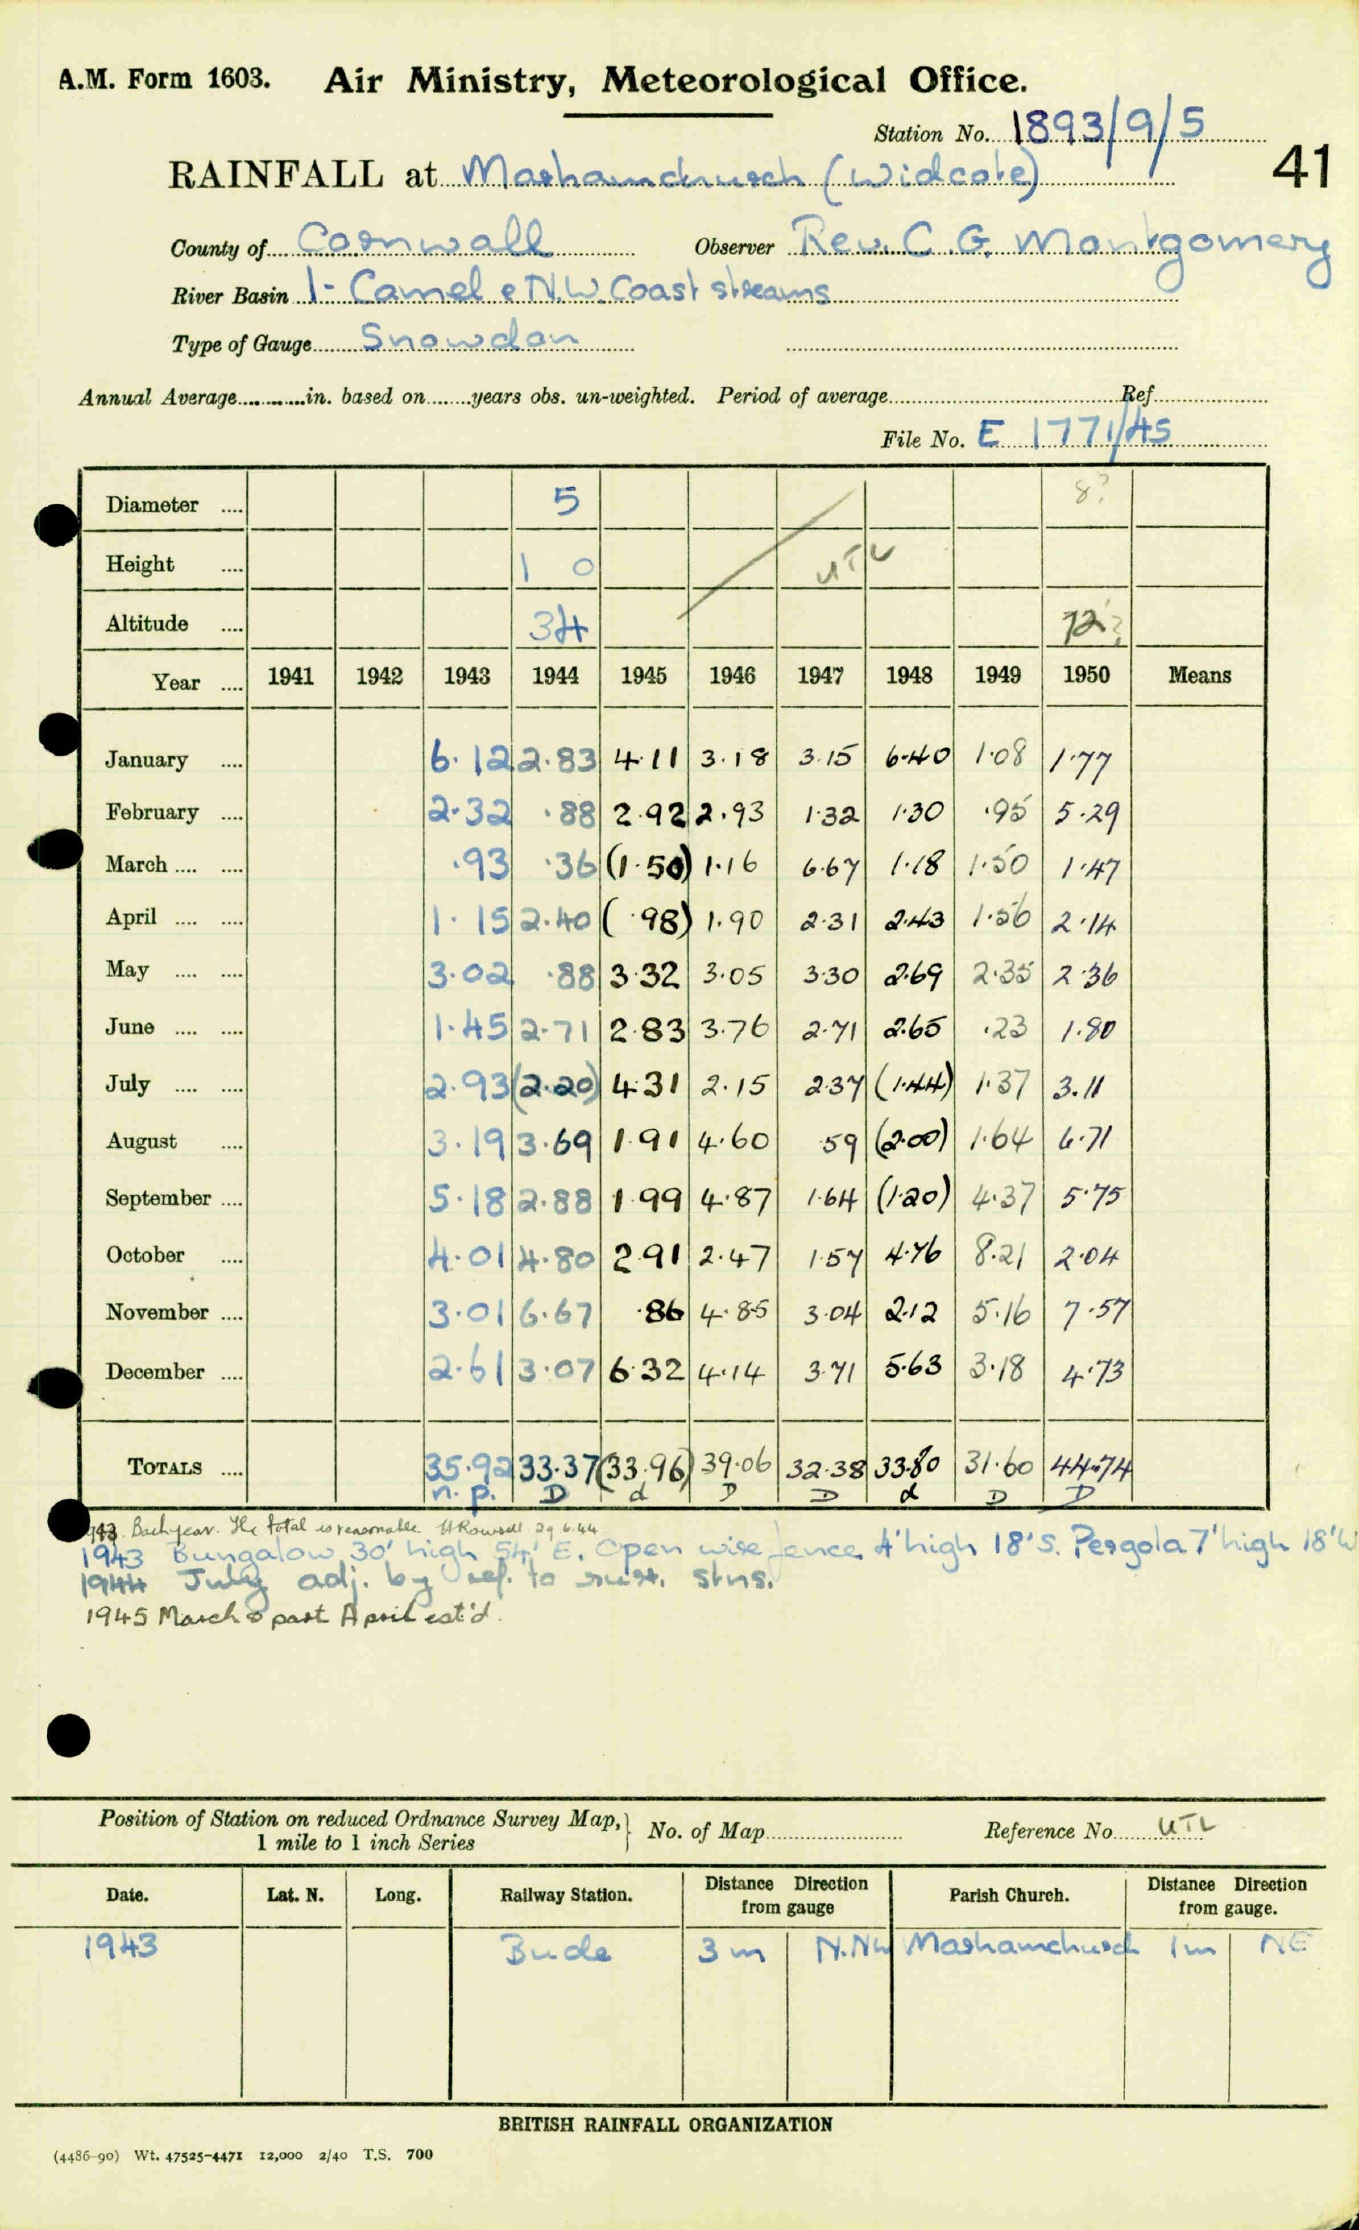 A.M. Form 1603. Air Ministry, Meteorological Office.
Station No. 1893/9/5
41
RAINFALL at Marhamchurch (Widcote)
County of Cornwall Observer Rev. C. G. Montgomery
River Basin 1- Camel & N.W. Coast streams
Type of Gauge Snowdon
Annual Average in. based on years obs. un-weighted. Period of average Ref
File No. E 1771/45
Diameter 5 8?
Height 1 0 UTL
Altitude 34 72?
Year 1941 1942 1943 1944 1945 1946 1947 1948 1949 1950 Means
January 6.12 2.83 4.11 3.18 3.15 6.40 1.08 1.77
February 2.32 .88 2.92 2.93 1.32 1.30 .95 5.29
March .93 .36 (1.50) 1.16 6.67 1.18 1.50 1.47
April 1.15 2.40 (.98) 1.90 2.31 2.43 1.56 2.14
May 3.02 .88 3.32 3.05 3.30 2.69 2.35 2.36
June 1.45 2.71 2.83 3.76 2.71 2.65 .23 1.80
July 2.93 (2.20) 4.31 2.15 2.37 (1.44) 1.37 3.11
August 3.19 3.69 1.91 4.60 .59 (2.00) 1.64 6.71
September 5.18 2.88 1.99 4.87 1.64 (1.20) 4.37 5.75
October 4.01 4.80 2.91 2.47 1.57 4.76 8.21 2.04
November 3.01 6.67 .86 4.85 3.04 2.12 5.16 7.57
December 2.61 3.07 6.32 4.14 3.71 5.63 3.18 4.73
TOTALS 35.92 33.37 (33.96) 39.06 32.38 33.80 31.60 44.74
n.p. D d D D d D D
1943 Bach year. The total is reasonable 29.6.44
1943 Bungalow 30' high 54' E. Open wire fence 4' high 18' S. Pergola 7' high 18' W
1944 July adj. by ref. to surr. stns.
1945 March & part April est'd.
Position of Station on reduced Ordnance Survey Map, 1 mile to 1 inch Series No. of Map Reference No UTL
Date. Lat. N. Long. Railway Station. Distance Direction from gauge Parish Church. Distance Direction from gauge.
1943 Bude 3m N.NW Marhamchurch 1m NE
BRITISH RAINFALL ORGANIZATION
(4486-90) Wt. 47525-4471 12,000 2/40 T.S. 700